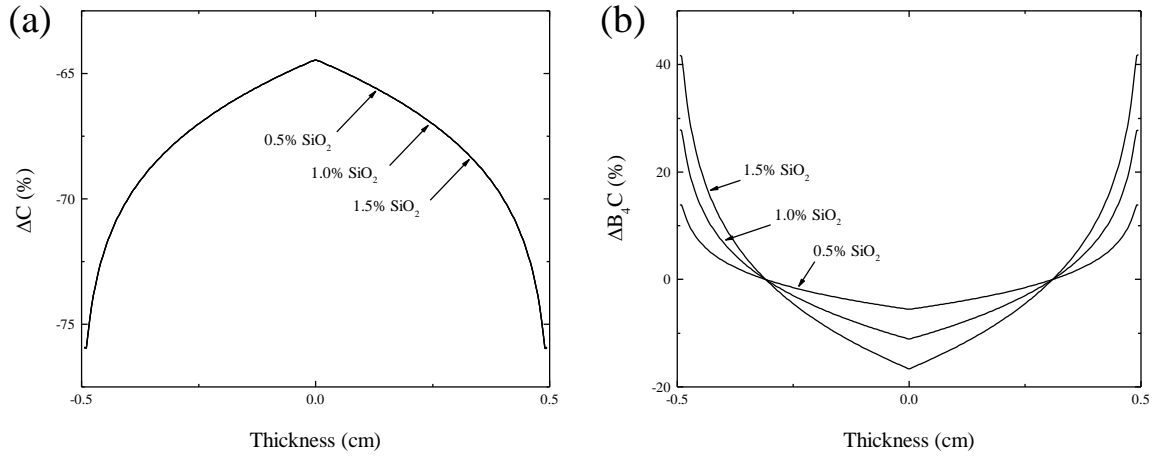 (a)
-65
-70
-75
-0.5
0.0
0.5
ΔC (%)
Thickness (cm)
0.5% SiO₂
1.0% SiO₂
1.5% SiO₂
(b)
40
20
0
-20
-0.5
0.0
0.5
ΔB₄C (%)
Thickness (cm)
1.5% SiO₂
1.0% SiO₂
0.5% SiO₂